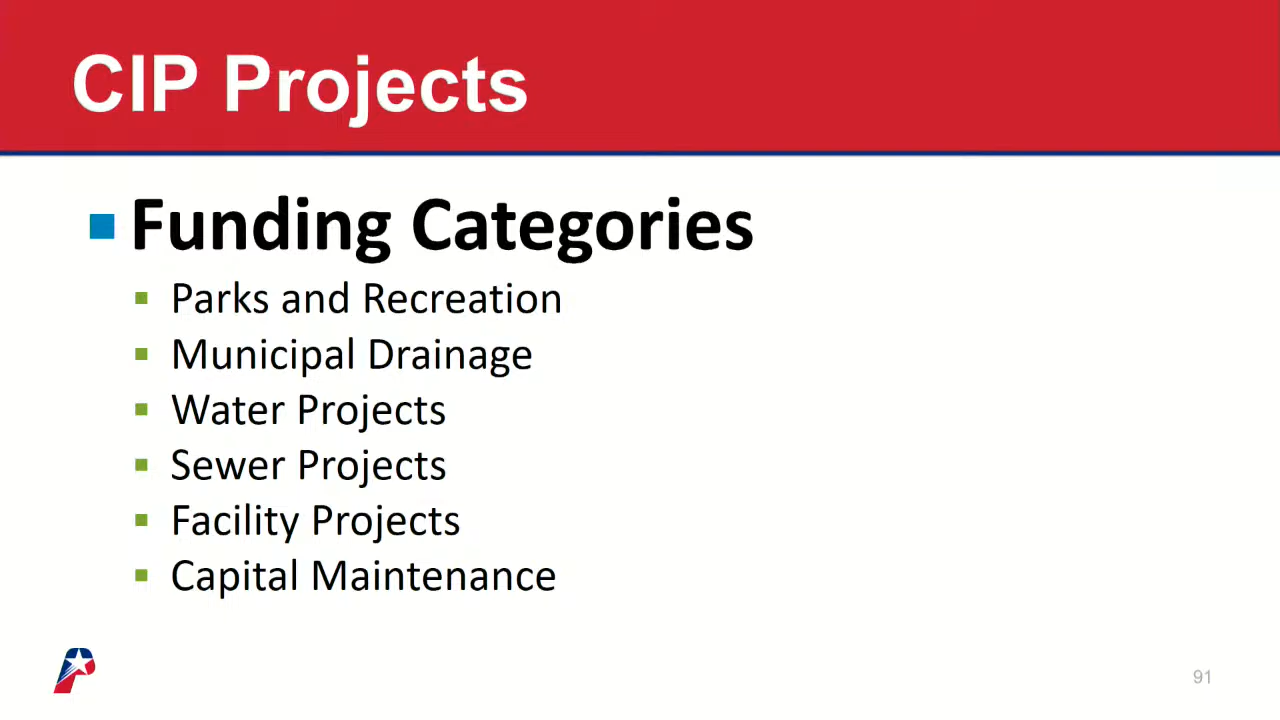 CIP Projects
Funding Categories
Parks and Recreation
Municipal Drainage
Water Projects
Sewer Projects
Facility Projects
Capital Maintenance
P
91